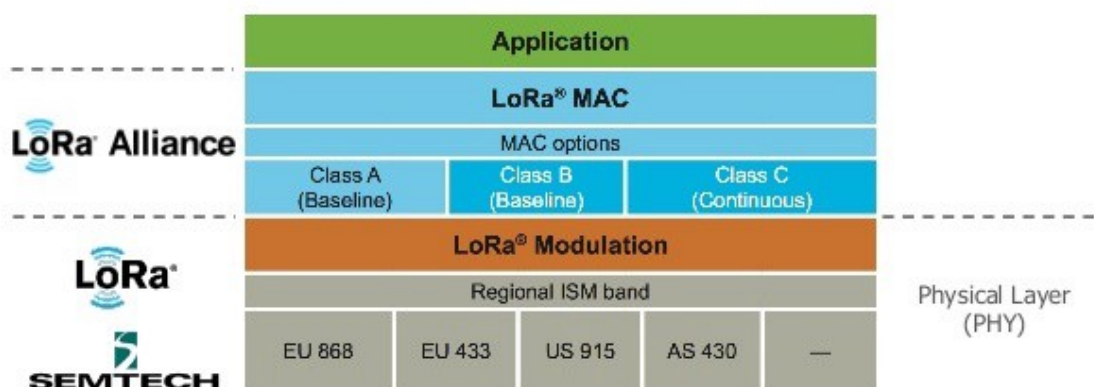 Application
LoRa® MAC
LoRa Alliance
MAC options
Class A
(Baseline)
Class B
(Baseline)
Class C
(Continuous)
LoRa® Modulation
LoRa®
Regional ISM band
Physical Layer
(PHY)
EU 868
EU 433
US 915
AS 430
—
SEMTECH